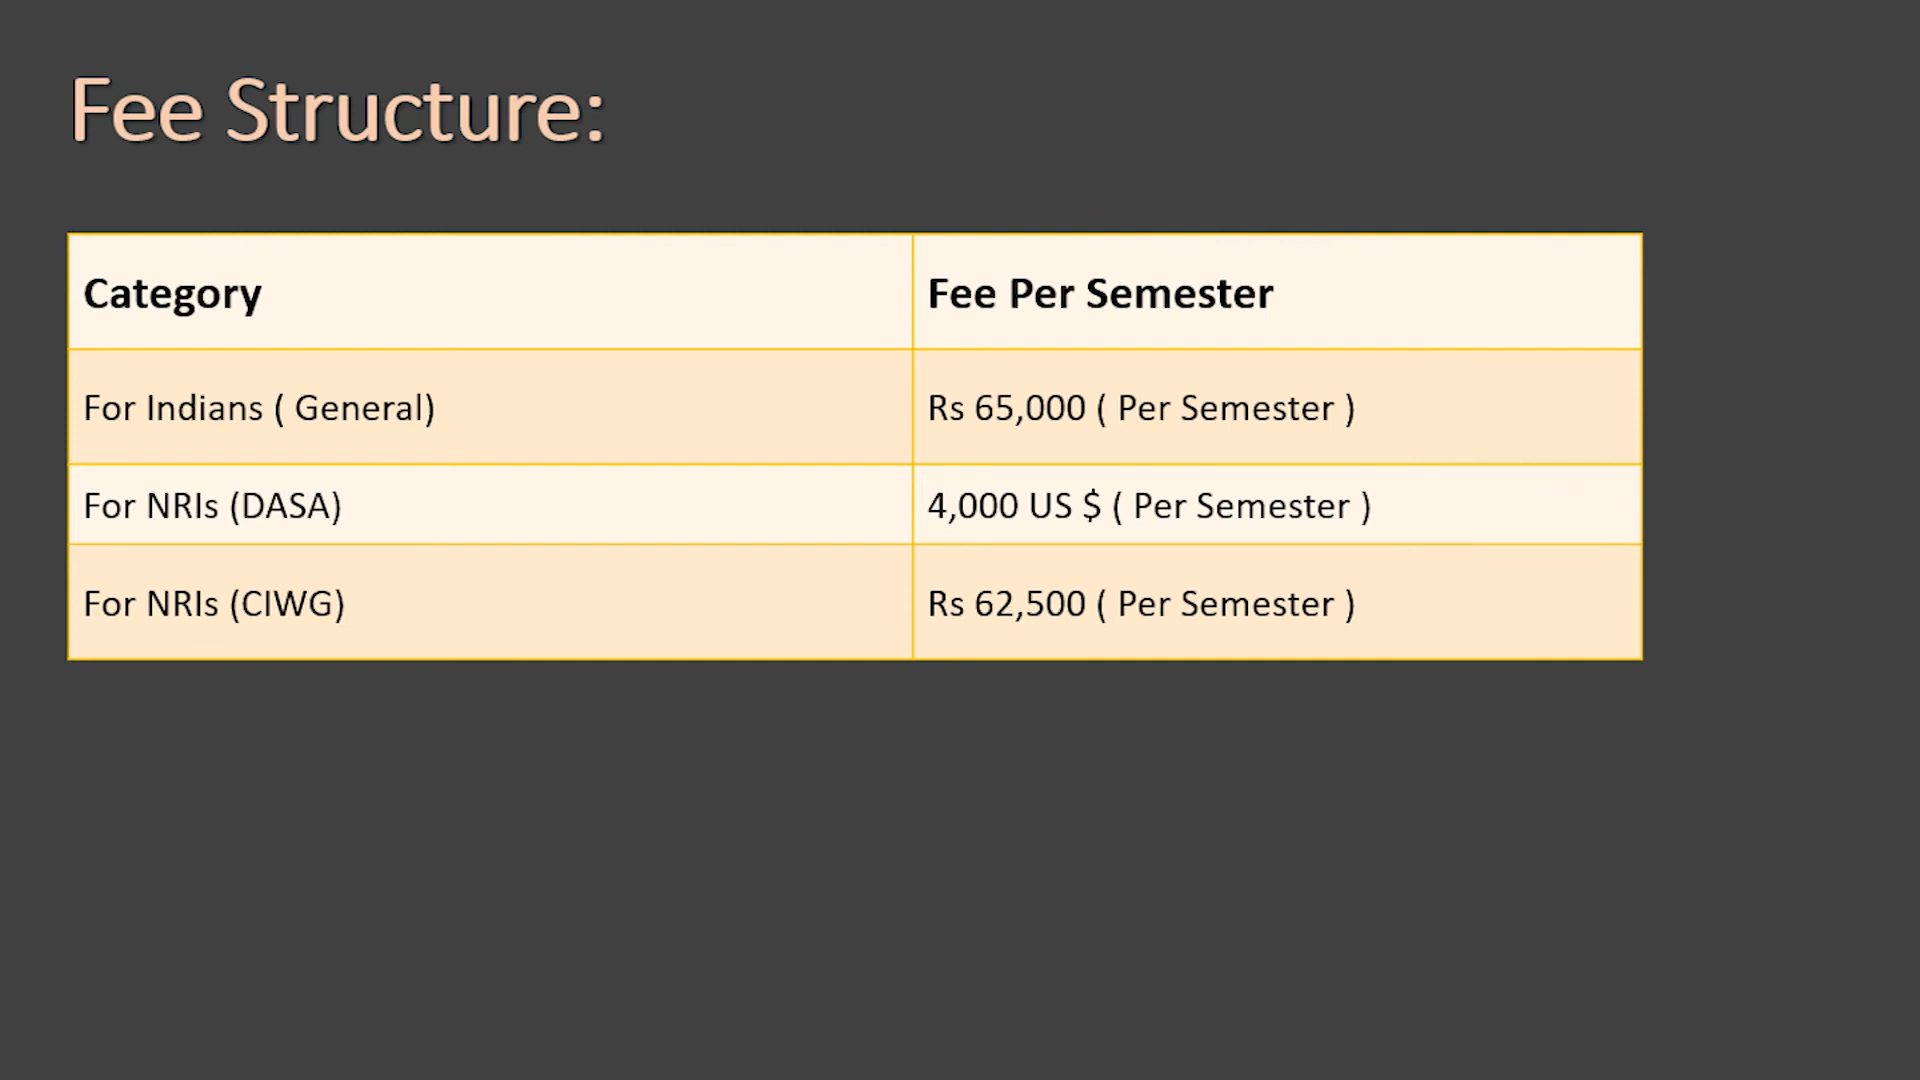 Fee Structure:
Category Fee Per Semester
For Indians ( General) Rs 65,000 ( Per Semester )
For NRIs (DASA) 4,000 US $ ( Per Semester )
For NRIs (CIWG) Rs 62,500 ( Per Semester )